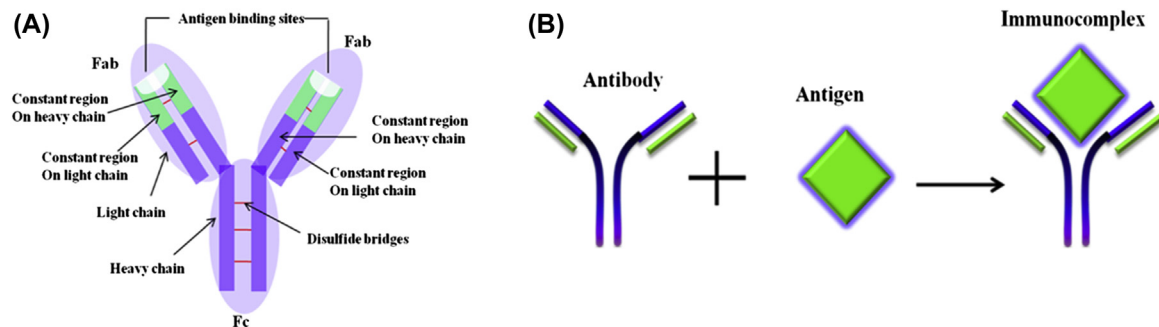 (A)
Antigen binding sites
Fab
Fab
Constant region
On heavy chain
Constant region
On light chain
Light chain
Heavy chain
Constant region
On heavy chain
Constant region
On light chain
Disulfide bridges
Fc
(B)
Antibody
Antigen
Immunocomplex